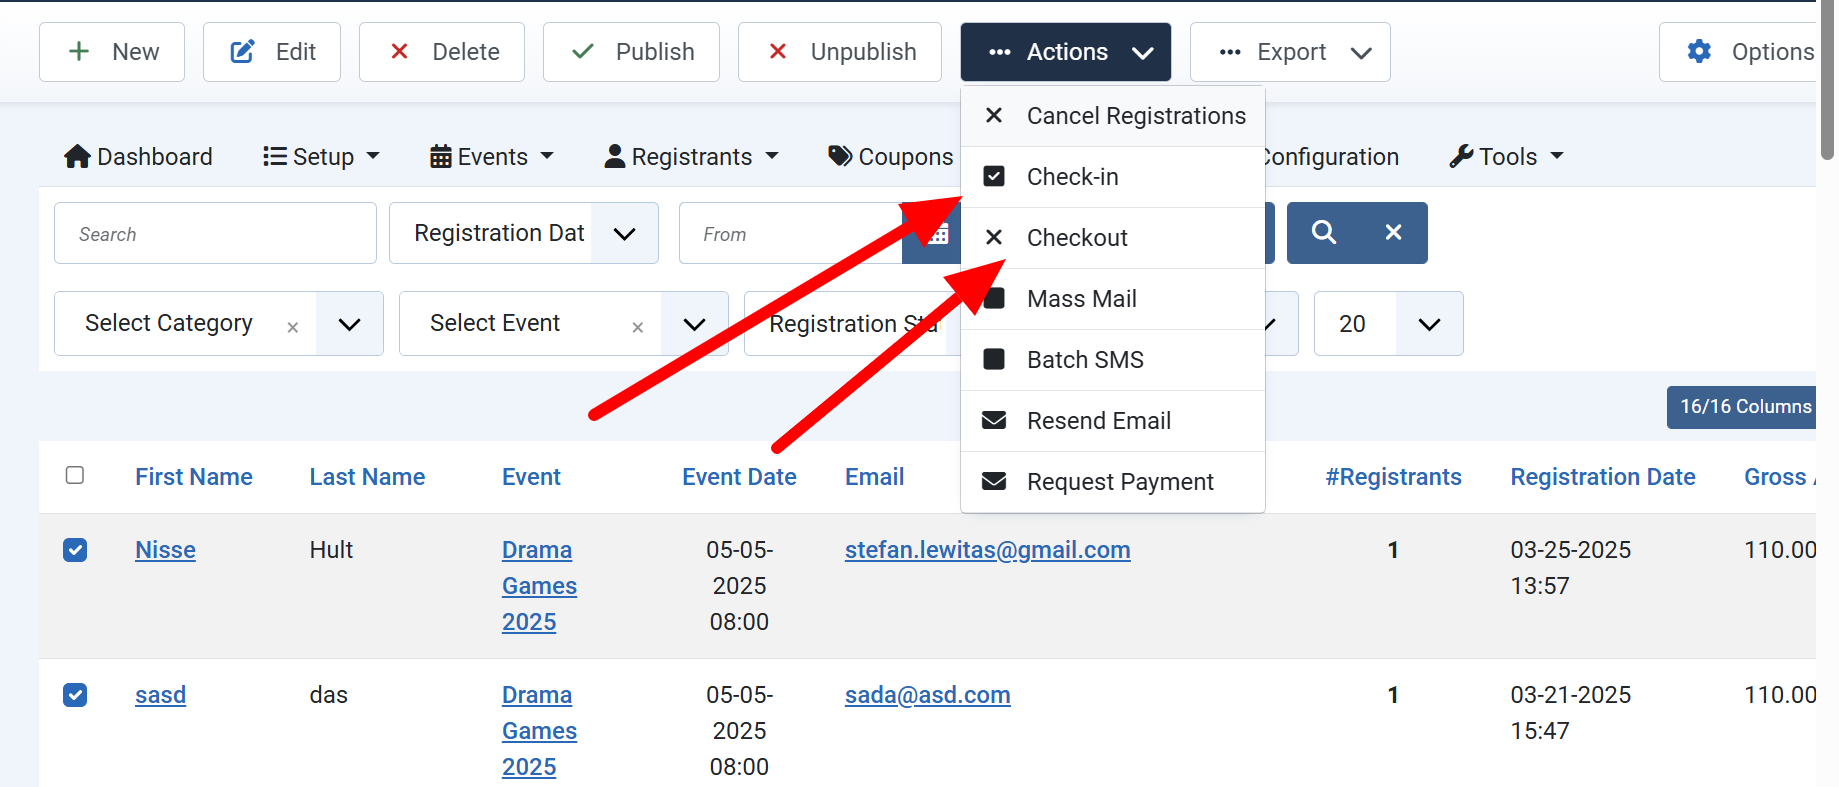 New
Edit
Delete
Publish
Unpublish
Actions
Export
Options
Cancel Registrations
Check-in
Checkout
Mass Mail
Batch SMS
Resend Email
Request Payment
Dashboard
Setup
Events
Registrants
Coupons
Configuration
Tools
Search
Registration Dat
From
Select Category ×
Select Event ×
Registration Sta
20
16/16 Columns
First Name Last Name Event Event Date Email #Registrants Registration Date Gross
Nisse Hult Drama 05-05- stefan.lewitas@gmail.com 1 03-25-2025 110.00
Games 2025 13:57
2025 08:00
sasd das Drama 05-05- sada@asd.com 1 03-21-2025 110.00
Games 2025 15:47
2025 08:00